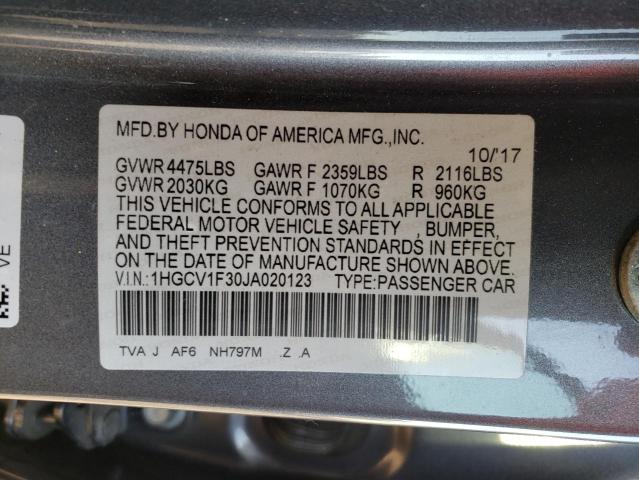 MFD.BY HONDA OF AMERICA MFG.,INC.
10/'17
GVWR 4475LBS GAWR F 2359LBS R 2116LBS
GVWR 2030KG GAWR F 1070KG R 960KG
THIS VEHICLE CONFORMS TO ALL APPLICABLE
FEDERAL MOTOR VEHICLE SAFETY , BUMPER,
AND THEFT PREVENTION STANDARDS IN EFFECT
ON THE DATE OF MANUFACTURE SHOWN ABOVE.
V.I.N.:1HGCV1F30JA020123 TYPE:PASSENGER CAR
TVA J AF6 NH797M .Z .A
VE